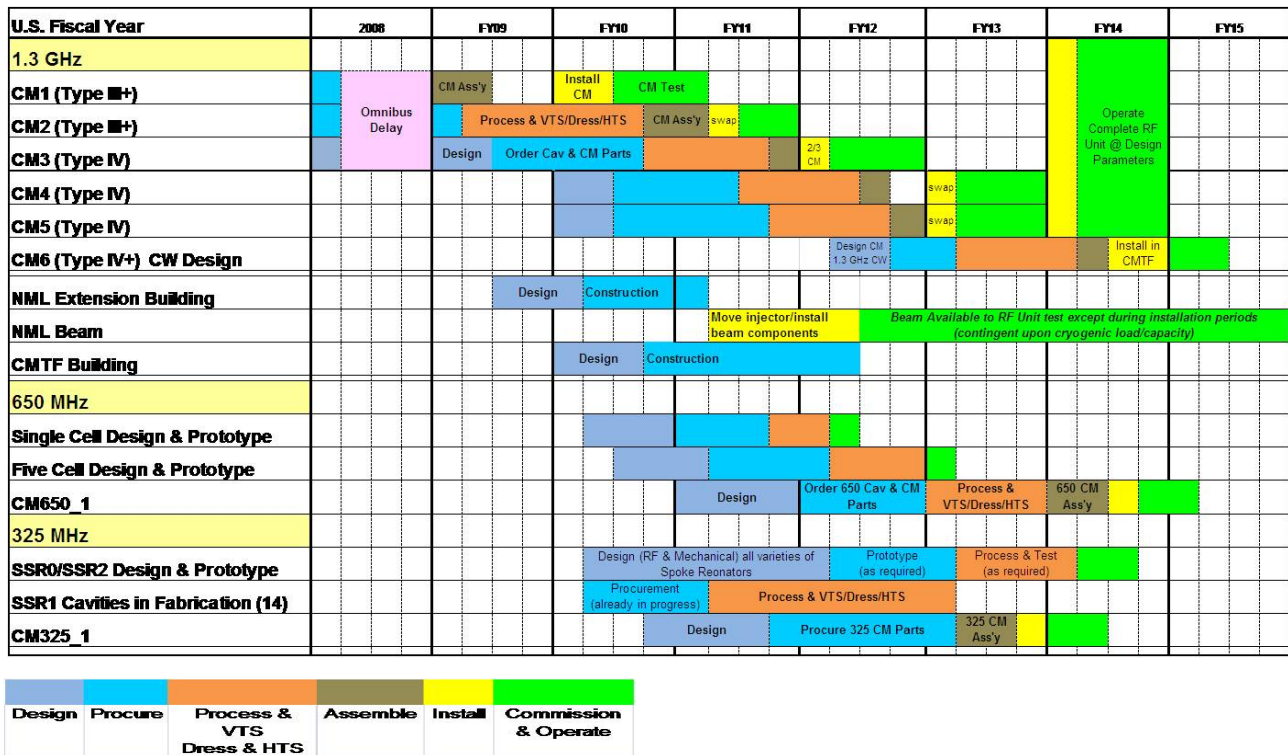 U.S. Fiscal Year 2008 FY09 FY10 FY11 FY12 FY13 FY14 FY15
1.3 GHz
CM1 (Type III+) CM Ass'y Install CM CM Test
Omnibus Delay
CM2 (Type III+) Process & VTS/Dress/HTS CM Ass'y swap
Operate Complete RF Unit @ Design Parameters
CM3 (Type IV) Design Order Cav & CM Parts 2/3 CM
CM4 (Type IV) swap
CM5 (Type IV) swap
CM6 (Type IV+) CW Design Design CM 1.3 GHz CW Install in CMTF
NML Extension Building Design Construction
NML Beam Move injector/install beam components Beam Available to RF Unit test except during installation periods (contingent upon cryogenic load/capacity)
CMTF Building Design Construction
650 MHz
Single Cell Design & Prototype
Five Cell Design & Prototype
CM650_1 Design Order 650 Cav & CM Parts Process & VTS/Dress/HTS 650 CM Ass'y
325 MHz
SSR0/SSR2 Design & Prototype Design (RF & Mechanical) all varieties of Spoke Reonators Prototype (as required) Process & Test (as required)
SSR1 Cavities in Fabrication (14) Procurement (already in progress) Process & VTS/Dress/HTS
CM325_1 Design Procure 325 CM Parts 325 CM Ass'y
Design Procure Process & VTS Dress & HTS Assemble Install Commission & Operate